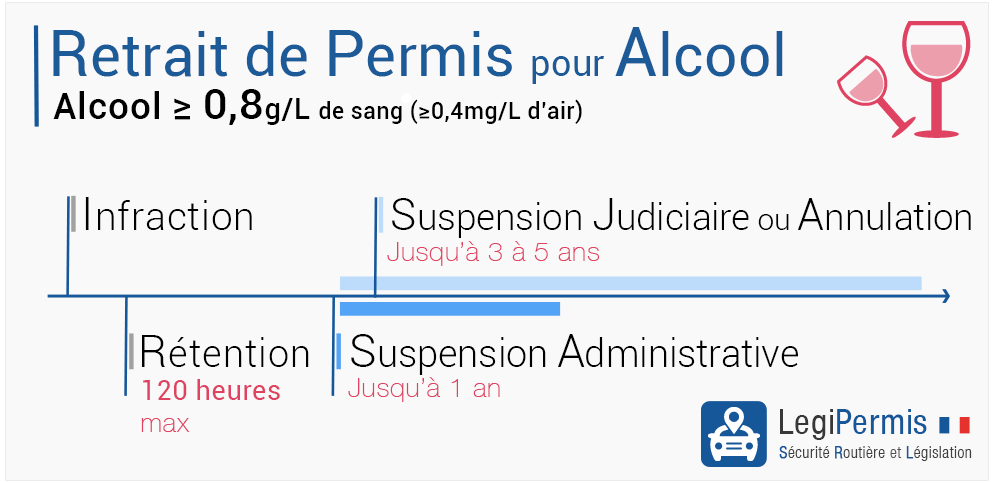 Retrait de Permis pour Alcool
Alcool ≥ 0,8g/L de sang (≥0,4mg/L d'air)
Infraction
Suspension Judiciaire ou Annulation
Jusqu'à 3 à 5 ans
Rétention
120 heures
max
Suspension Administrative
Jusqu'à 1 an
LegiPermis
Sécurité Routière et Législation